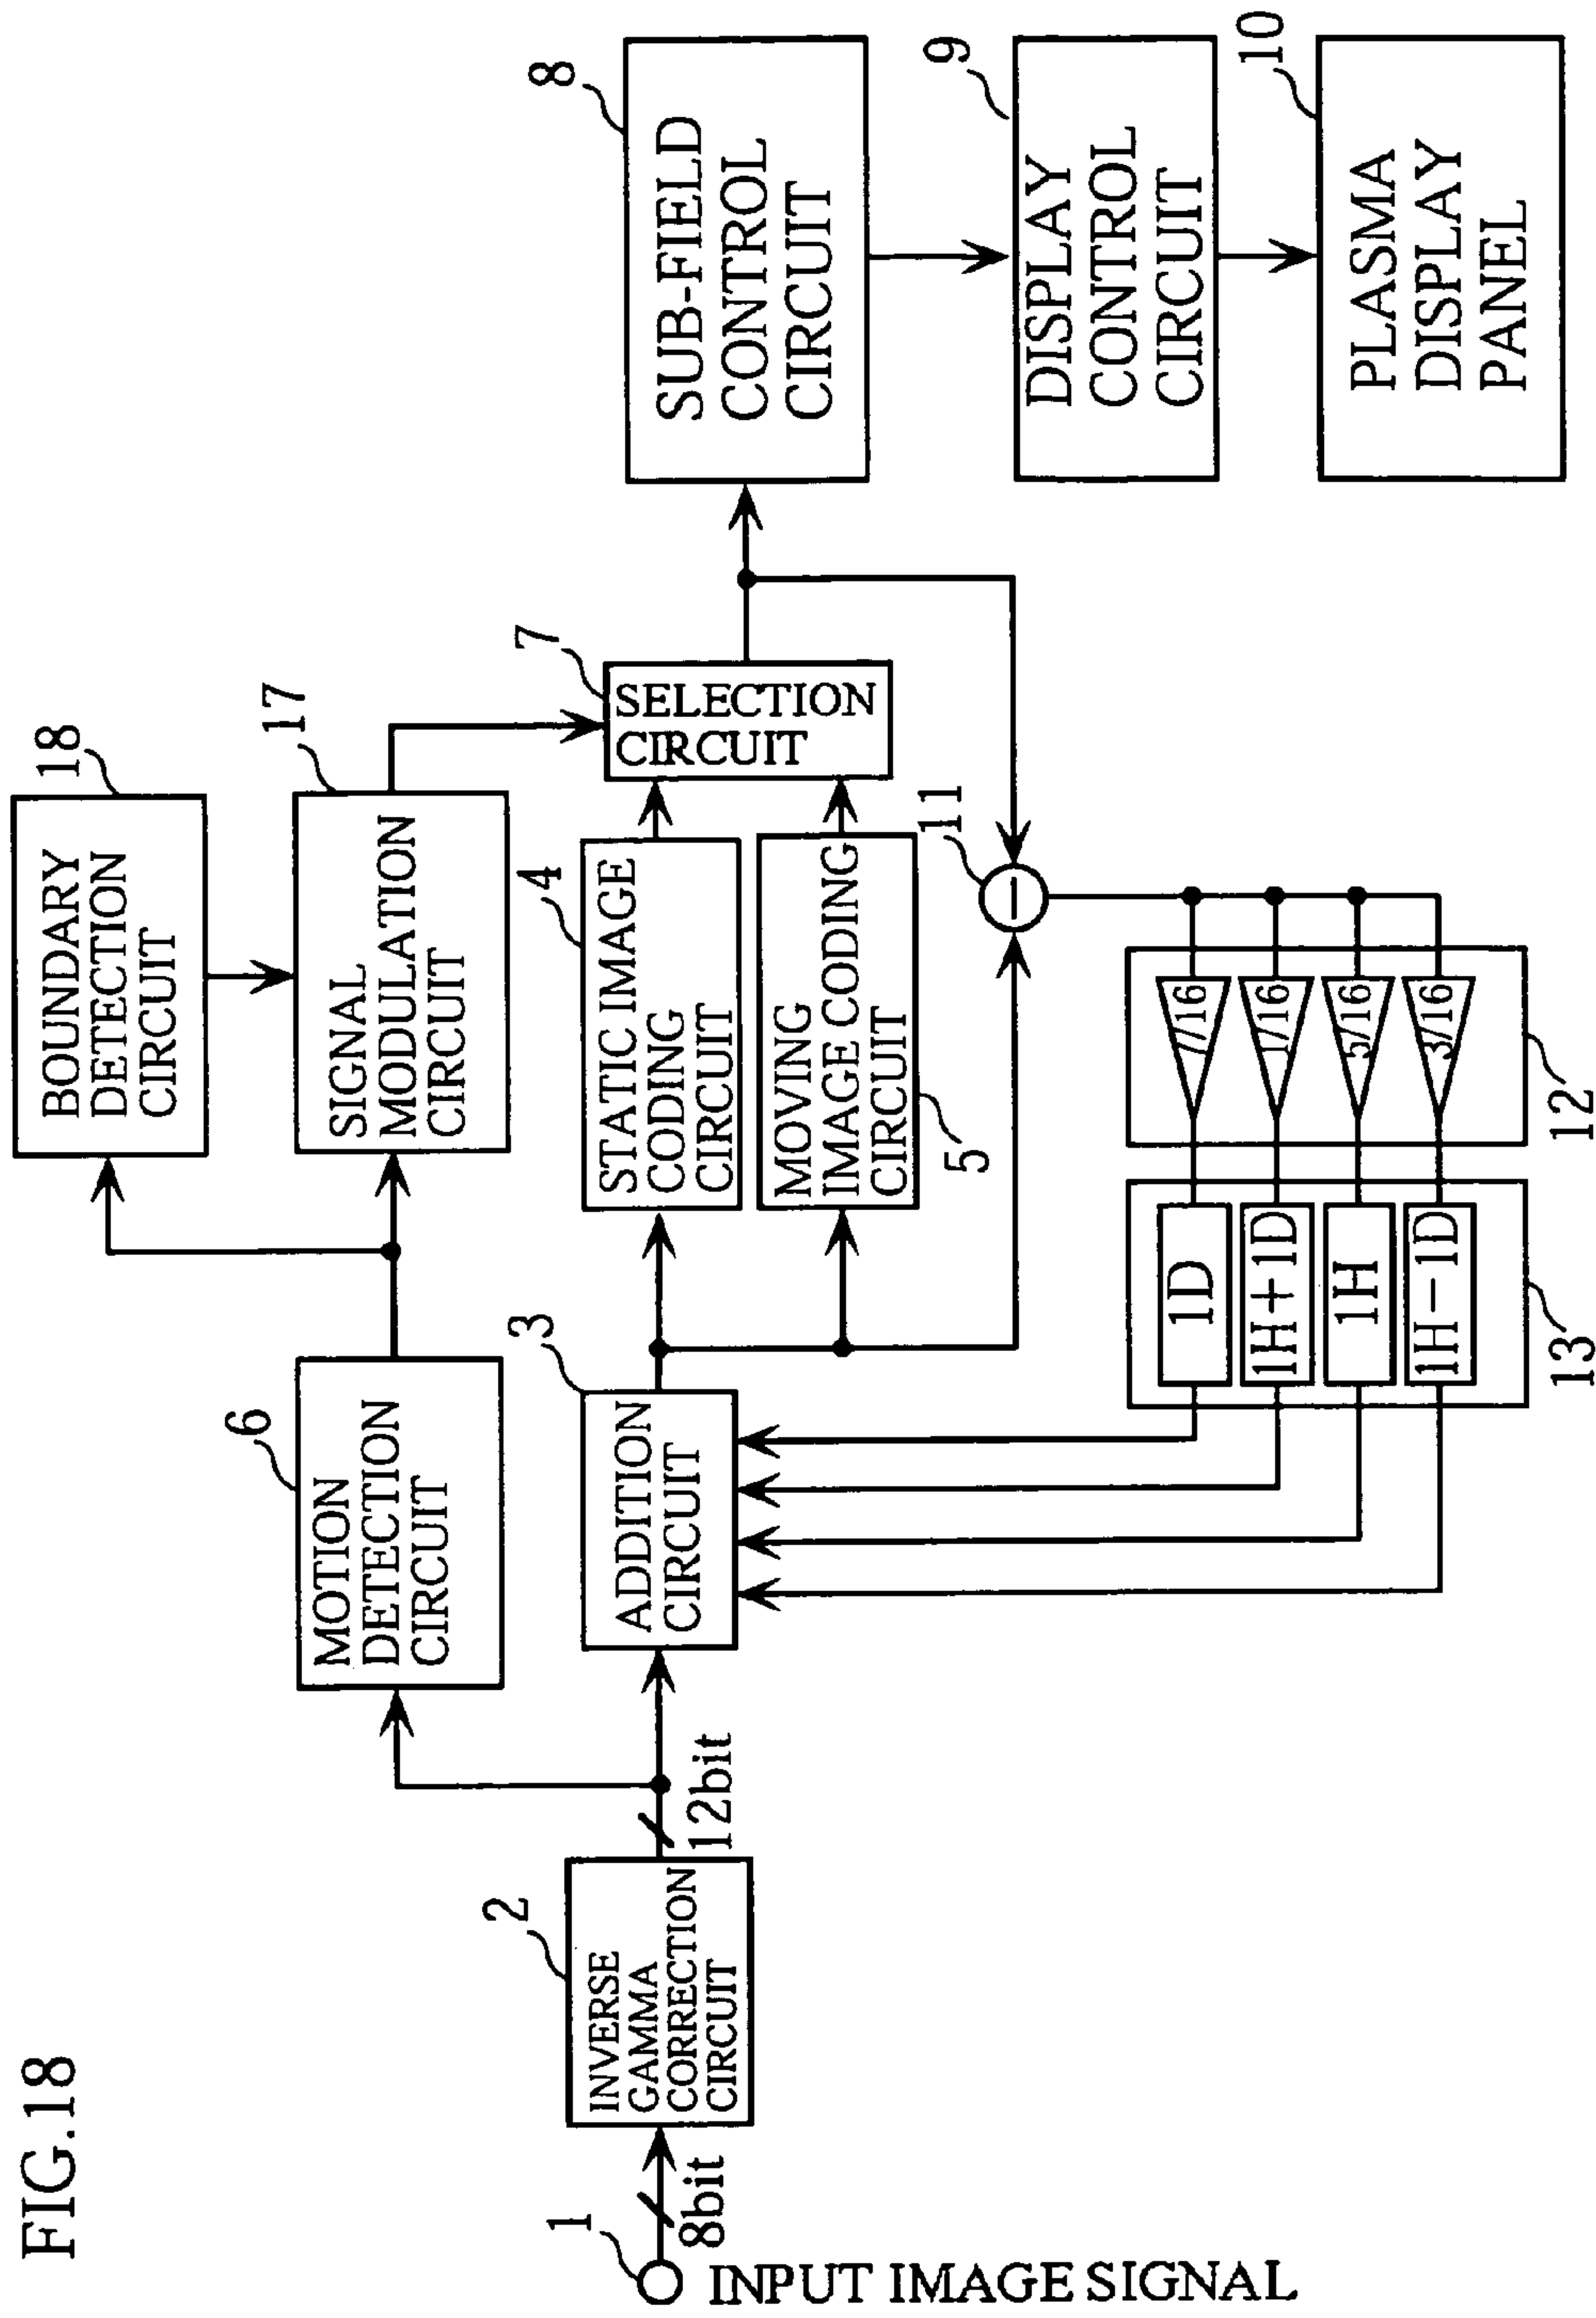 FIG.18
1
INPUT IMAGE SIGNAL
8bit
2
INVERSE
GAMMA
CORRECTION
CIRCUIT
12bit
6
MOTION
DETECTION
CIRCUIT
3
ADDITION
CIRCUIT
18
BOUNDARY
DETECTION
CIRCUIT
17
SIGNAL
MODULATION
CIRCUIT
4
STATIC IMAGE
CODING
CIRCUIT
MOVING
IMAGE CODING
CIRCUIT
5
7
SELECTION
CIRCUIT
11
7/16
1/16
5/16
3/16
12
1D
1H+1D
1H
1H-1D
13
8
SUB-FIELD
CONTROL
CIRCUIT
9
DISPLAY
CONTROL
CIRCUIT
10
PLASMA
DISPLAY
PANEL